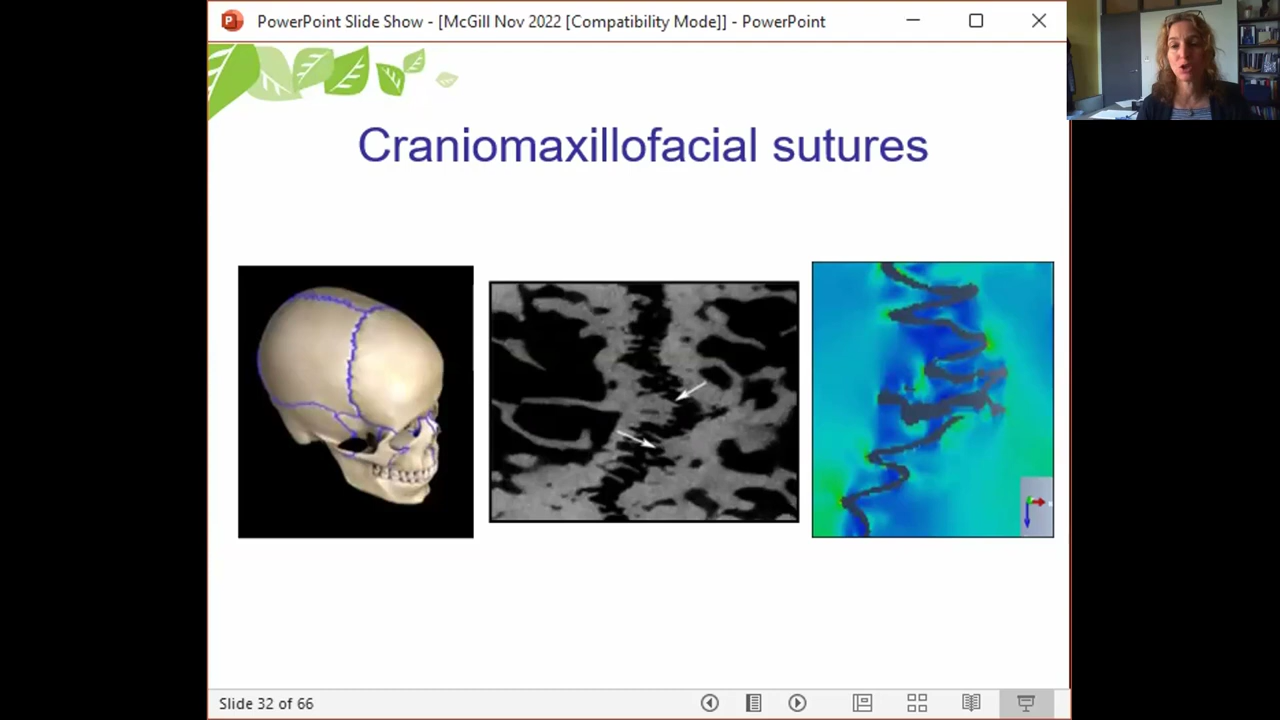 PowerPoint Slide Show - [McGill Nov 2022 [Compatibility Mode]] - PowerPoint
Craniomaxillofacial sutures
Slide 32 of 66